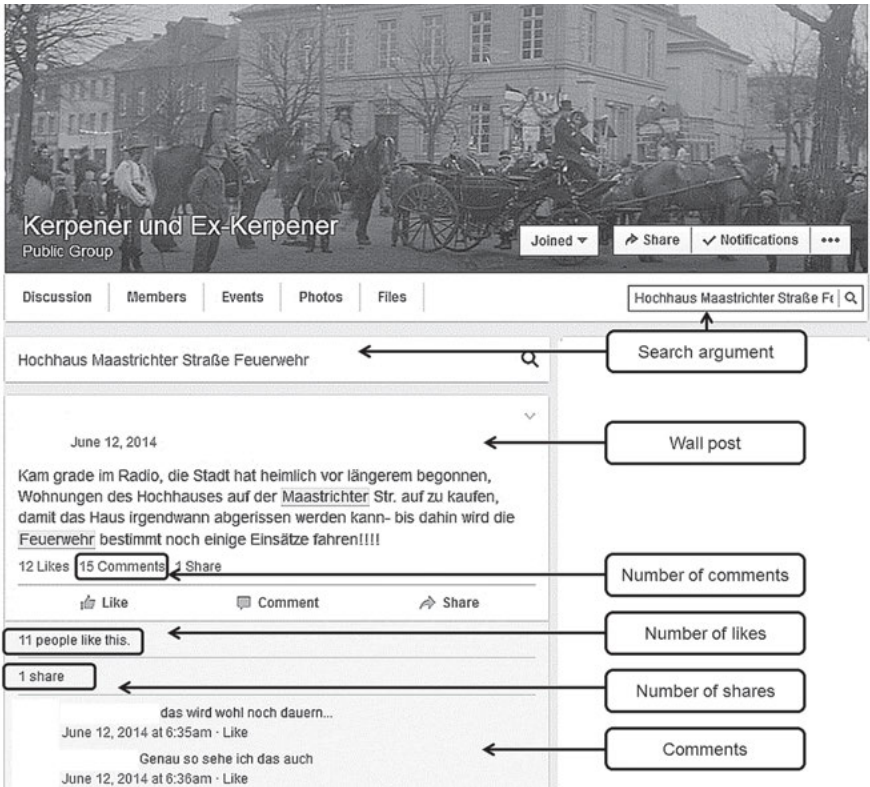 Kerpener und Ex-Kerpener
Public Group
Joined
Share
Notifications
Discussion
Members
Events
Photos
Files
Hochhaus Maastrichter Straße Fe
Hochhaus Maastrichter Straße Feuerwehr
Search argument
June 12, 2014
Wall post
Kam grade im Radio, die Stadt hat heimlich vor längerem begonnen,
Wohnungen des Hochhauses auf der Maastrichter Str. auf zu kaufen,
damit das Haus irgendwann abgerissen werden kann- bis dahin wird die
Feuerwehr bestimmt noch einige Einsätze fahren!!!!
12 Likes 15 Comments 1 Share
Number of comments
Like Comment Share
11 people like this.
Number of likes
1 share
Number of shares
das wird wohl noch dauern...
June 12, 2014 at 6:35am · Like
Comments
Genau so sehe ich das auch
June 12, 2014 at 6:36am · Like